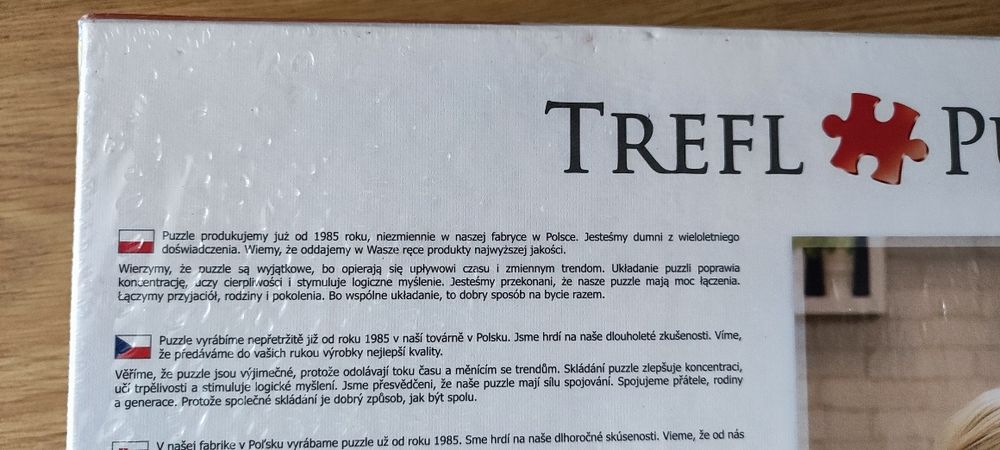 TREFL
Puzzle produkujemy już od 1985 roku, niezmiennie w naszej fabryce w Polsce. Jesteśmy dumni z wieloletniego
doświadczenia. Wiemy, że oddajemy w Wasze ręce produkty najwyższej jakości.
Wierzymy, że puzzle są wyjątkowe, bo opierają się upływowi czasu i zmiennym trendom. Układanie puzzli poprawia
koncentrację, uczy cierpliwości i stymuluje logiczne myślenie. Jesteśmy przekonani, że nasze puzzle mają moc łączenia.
Łączymy przyjaciół, rodziny i pokolenia. Bo wspólne układanie, to dobry sposób na bycie razem.
Puzzle vyrábíme nepřetržitě již od roku 1985 v naší továrně v Polsku. Jsme hrdí na naše dlouholeté zkušenosti. Víme,
že předáváme do vašich rukou výrobky nejlepší kvality.
Věříme, že puzzle jsou výjimečné, protože odolávají toku času a měnícím se trendům. Skládání puzzle zlepšuje koncentraci,
učí trpělivosti a stimuluje logické myšlení. Jsme přesvědčeni, že naše puzzle mají sílu spojování. Spojujeme přátele, rodiny
a generace. Protože společné skládání je dobrý způsob, jak být spolu.
V našej fabrike v Poľsku vyrábame puzzle už od roku 1985. Sme hrdí na naše dlhoročné skúsenosti. Vieme, že od nás